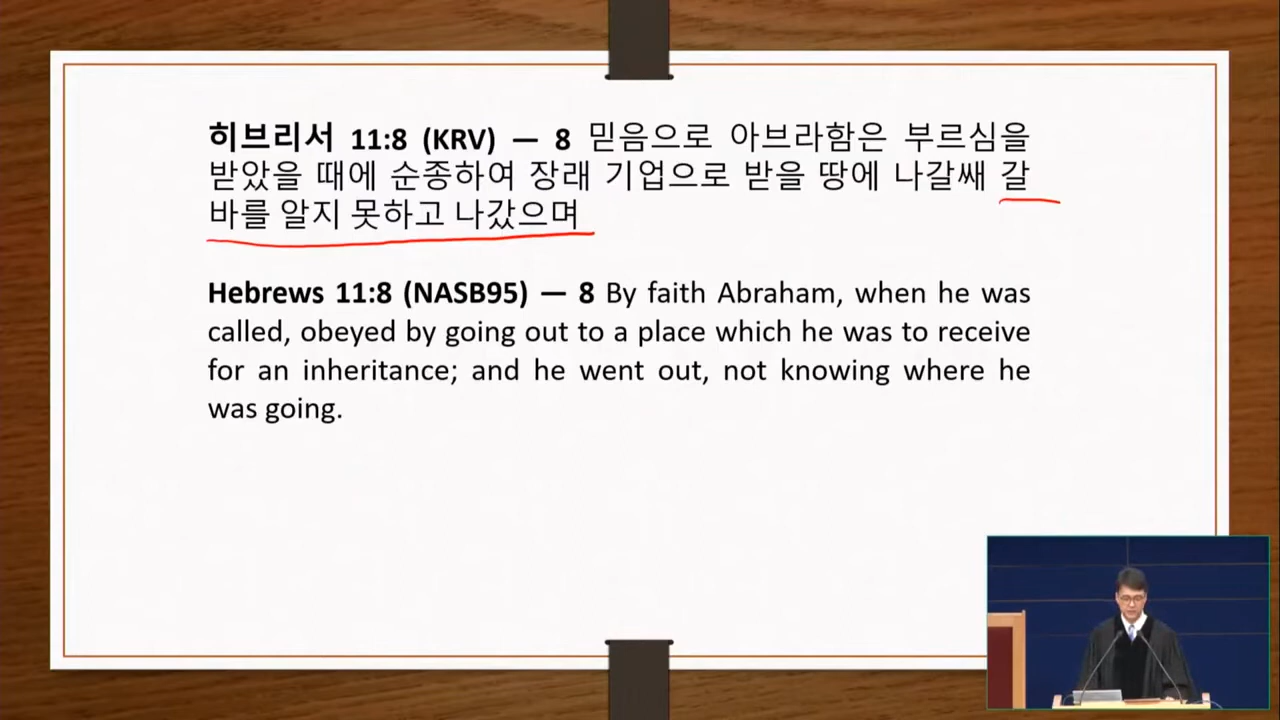 히브리서 11:8 (KRV) — 8 믿음으로 아브라함은 부르심을
받았을 때에 순종하여 장래 기업으로 받을 땅에 나갈쌔 갈
바를 알지 못하고 나갔으며
Hebrews 11:8 (NASB95) — 8 By faith Abraham, when he was
called, obeyed by going out to a place which he was to receive
for an inheritance; and he went out, not knowing where he
was going.